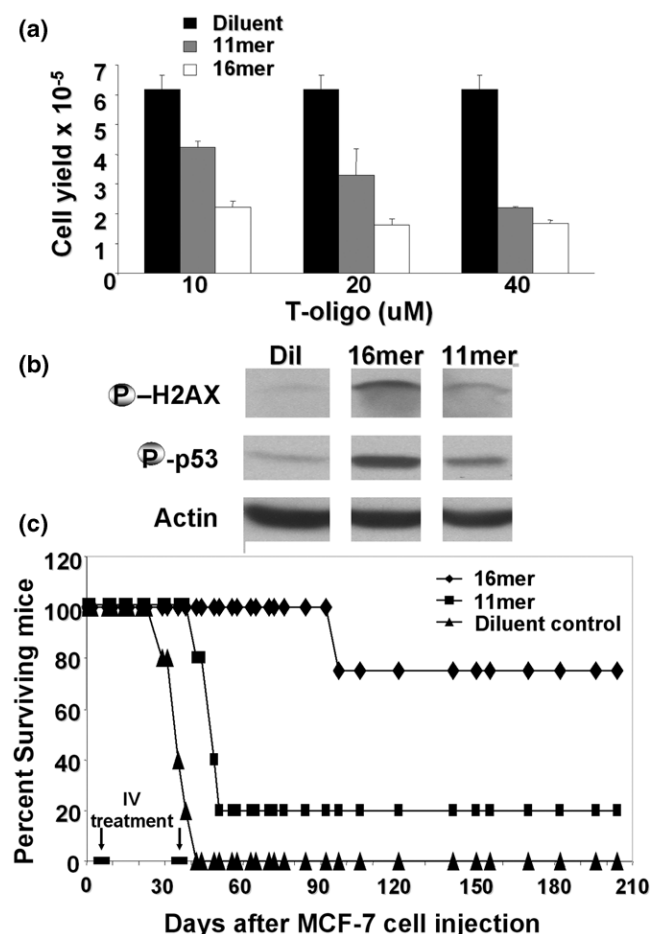 (a)
Diluent
11mer
16mer
Cell yield x 10-5
7
6
5
4
3
2
1
0
10
20
40
T-oligo (uM)
(b)
Dil
16mer
11mer
P–H2AX
P-p53
Actin
(c)
120
100
80
60
40
20
0
16mer
11mer
Diluent control
Percent Surviving mice
IV
treatment
0
30
60
90
120
150
180
210
Days after MCF-7 cell injection